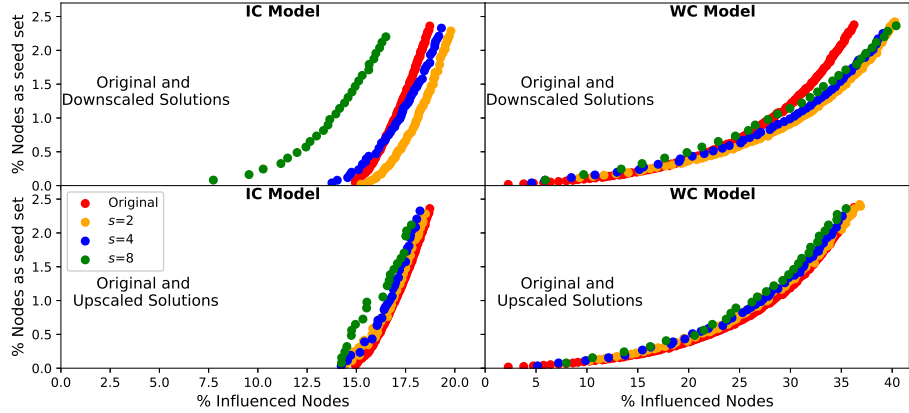 IC Model
WC Model
% Nodes as seed set
2.5
2.0
1.5
1.0
0.5
0.0
Original and
Downscaled Solutions
Original and
Downscaled Solutions
IC Model
WC Model
% Nodes as seed set
2.5
2.0
1.5
1.0
0.5
0.0
Original
s=2
s=4
s=8
Original and
Upscaled Solutions
Original and
Upscaled Solutions
0.0 2.5 5.0 7.5 10.0 12.5 15.0 17.5 20.0
0 5 10 15 20 25 30 35 40
% Influenced Nodes
% Influenced Nodes